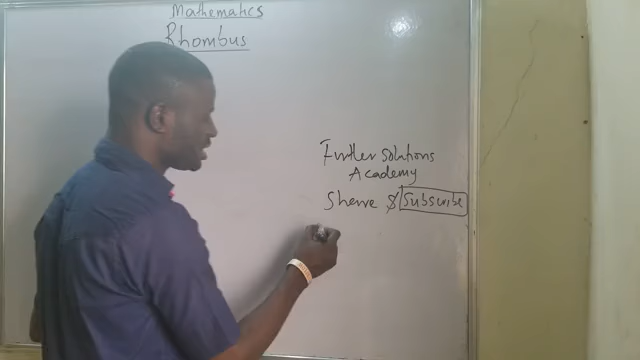 Mathematics
Rhombus
Further Solutions
Academy
Share & Subscribe